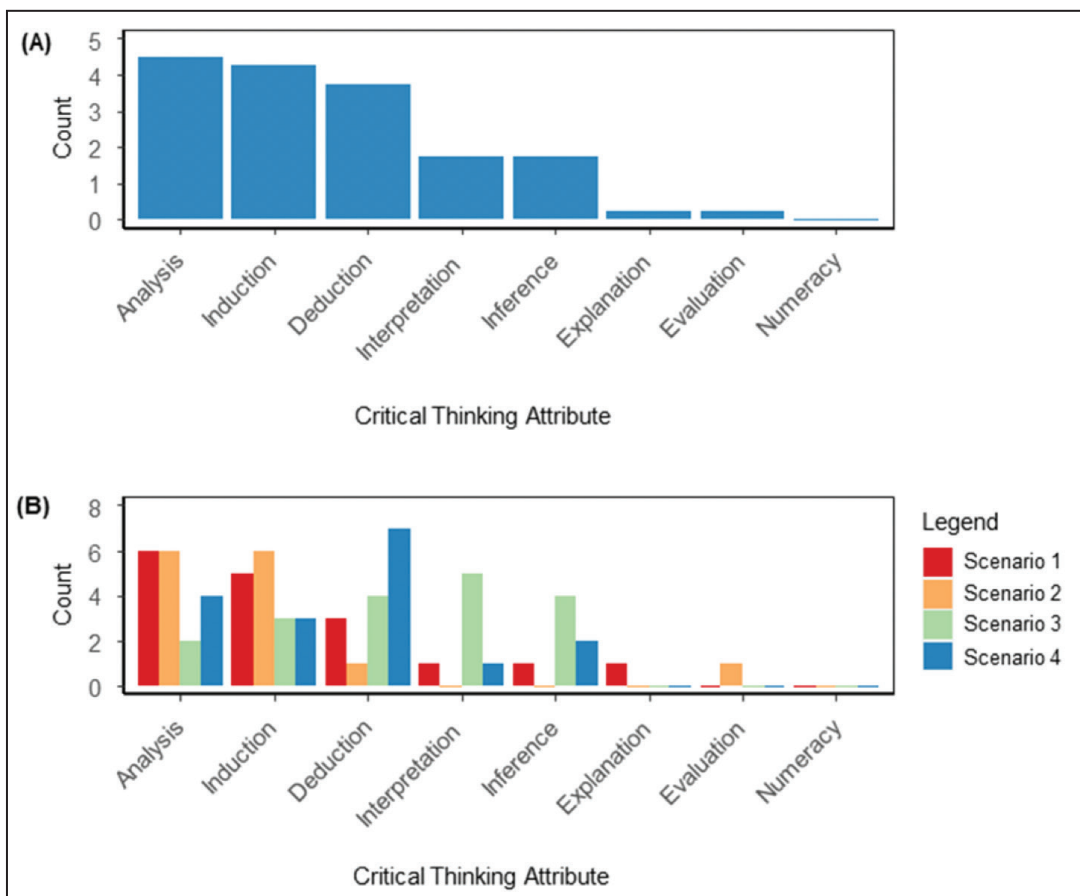 (A)
5
4
3
2
1
0
Count
Analysis
Induction
Deduction
Interpretation
Inference
Explanation
Evaluation
Numeracy
Critical Thinking Attribute
(B)
8
6
4
2
0
Count
Analysis
Induction
Deduction
Interpretation
Inference
Explanation
Evaluation
Numeracy
Critical Thinking Attribute
Legend
Scenario 1
Scenario 2
Scenario 3
Scenario 4